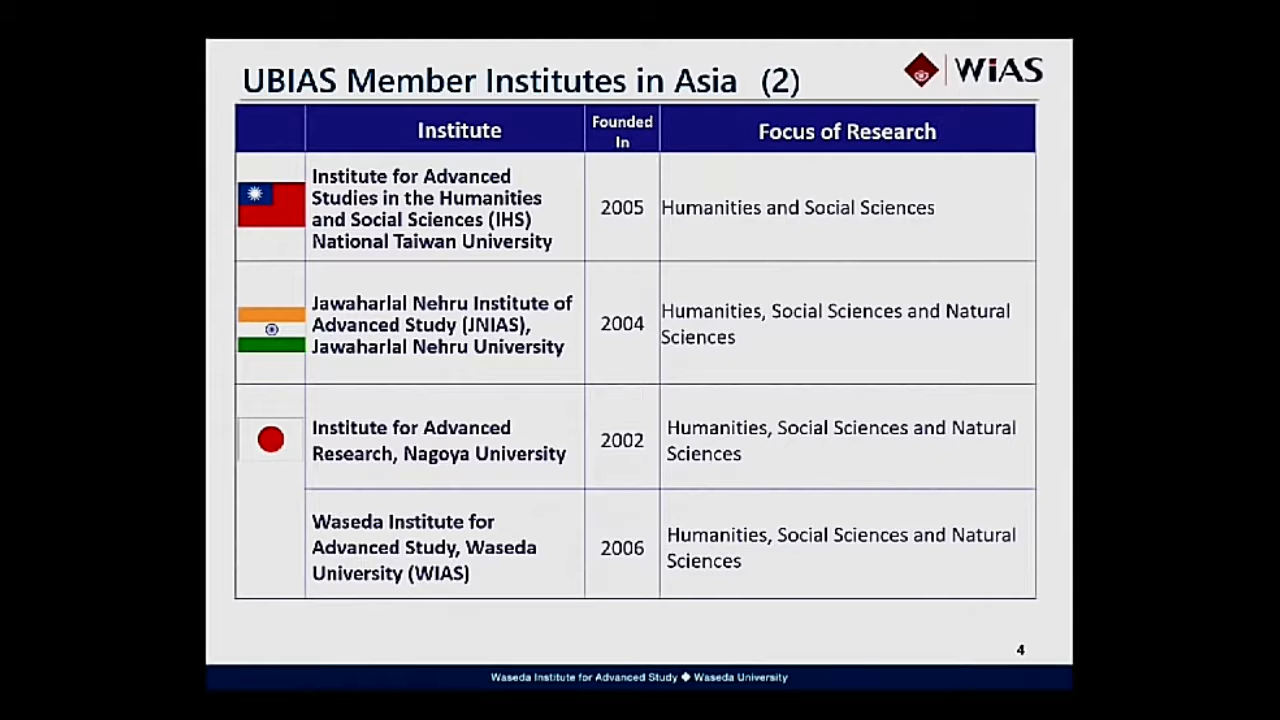 UBIAS Member Institutes in Asia (2)
WiAS
Institute
Founded
In
Focus of Research
Institute for Advanced
Studies in the Humanities
and Social Sciences (IHS)
National Taiwan University
2005
Humanities and Social Sciences
Jawaharlal Nehru Institute of
Advanced Study (JNIAS),
Jawaharlal Nehru University
2004
Humanities, Social Sciences and Natural
Sciences
Institute for Advanced
Research, Nagoya University
2002
Humanities, Social Sciences and Natural
Sciences
Waseda Institute for
Advanced Study, Waseda
University (WIAS)
2006
Humanities, Social Sciences and Natural
Sciences
4
Waseda Institute for Advanced Study ◆ Waseda University